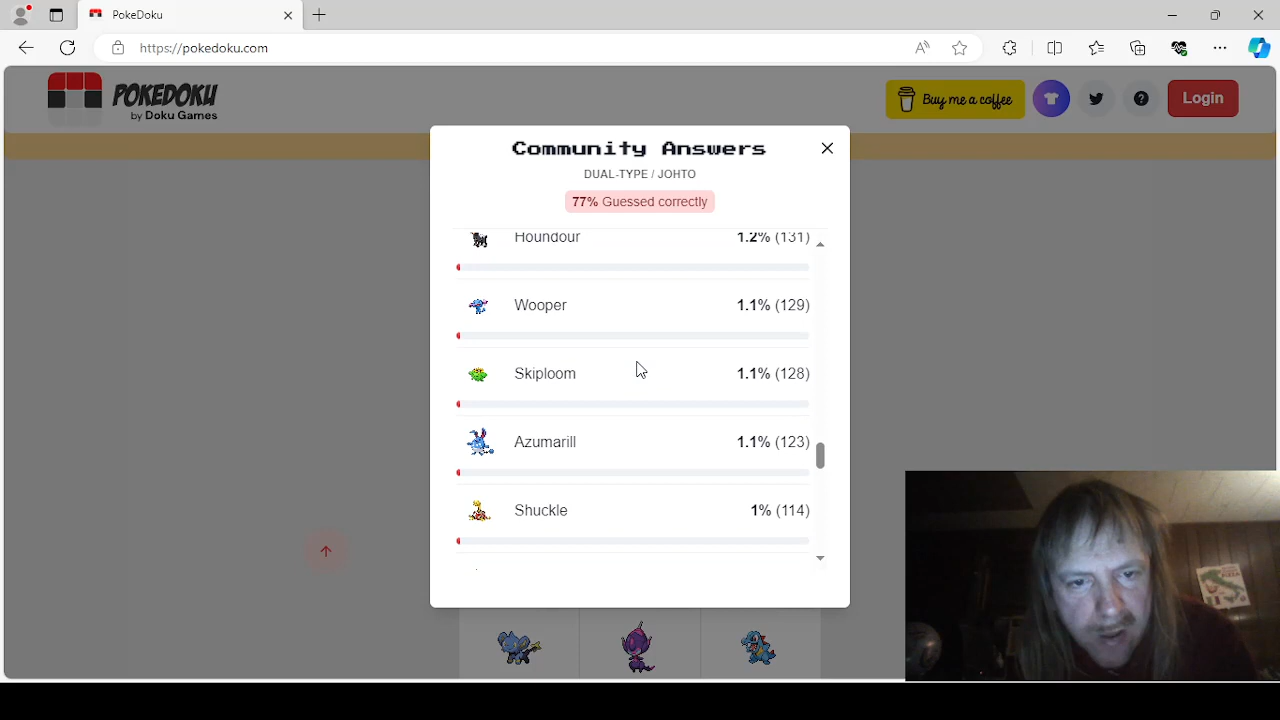 PokeDoku
https://pokedoku.com
POKEDOKU
by Doku Games
Buy me a coffee
Login
Community Answers
DUAL-TYPE / JOHTO
77% Guessed correctly
Houndour 1.2% (131)
Wooper 1.1% (129)
Skiploom 1.1% (128)
Azumarill 1.1% (123)
Shuckle 1% (114)